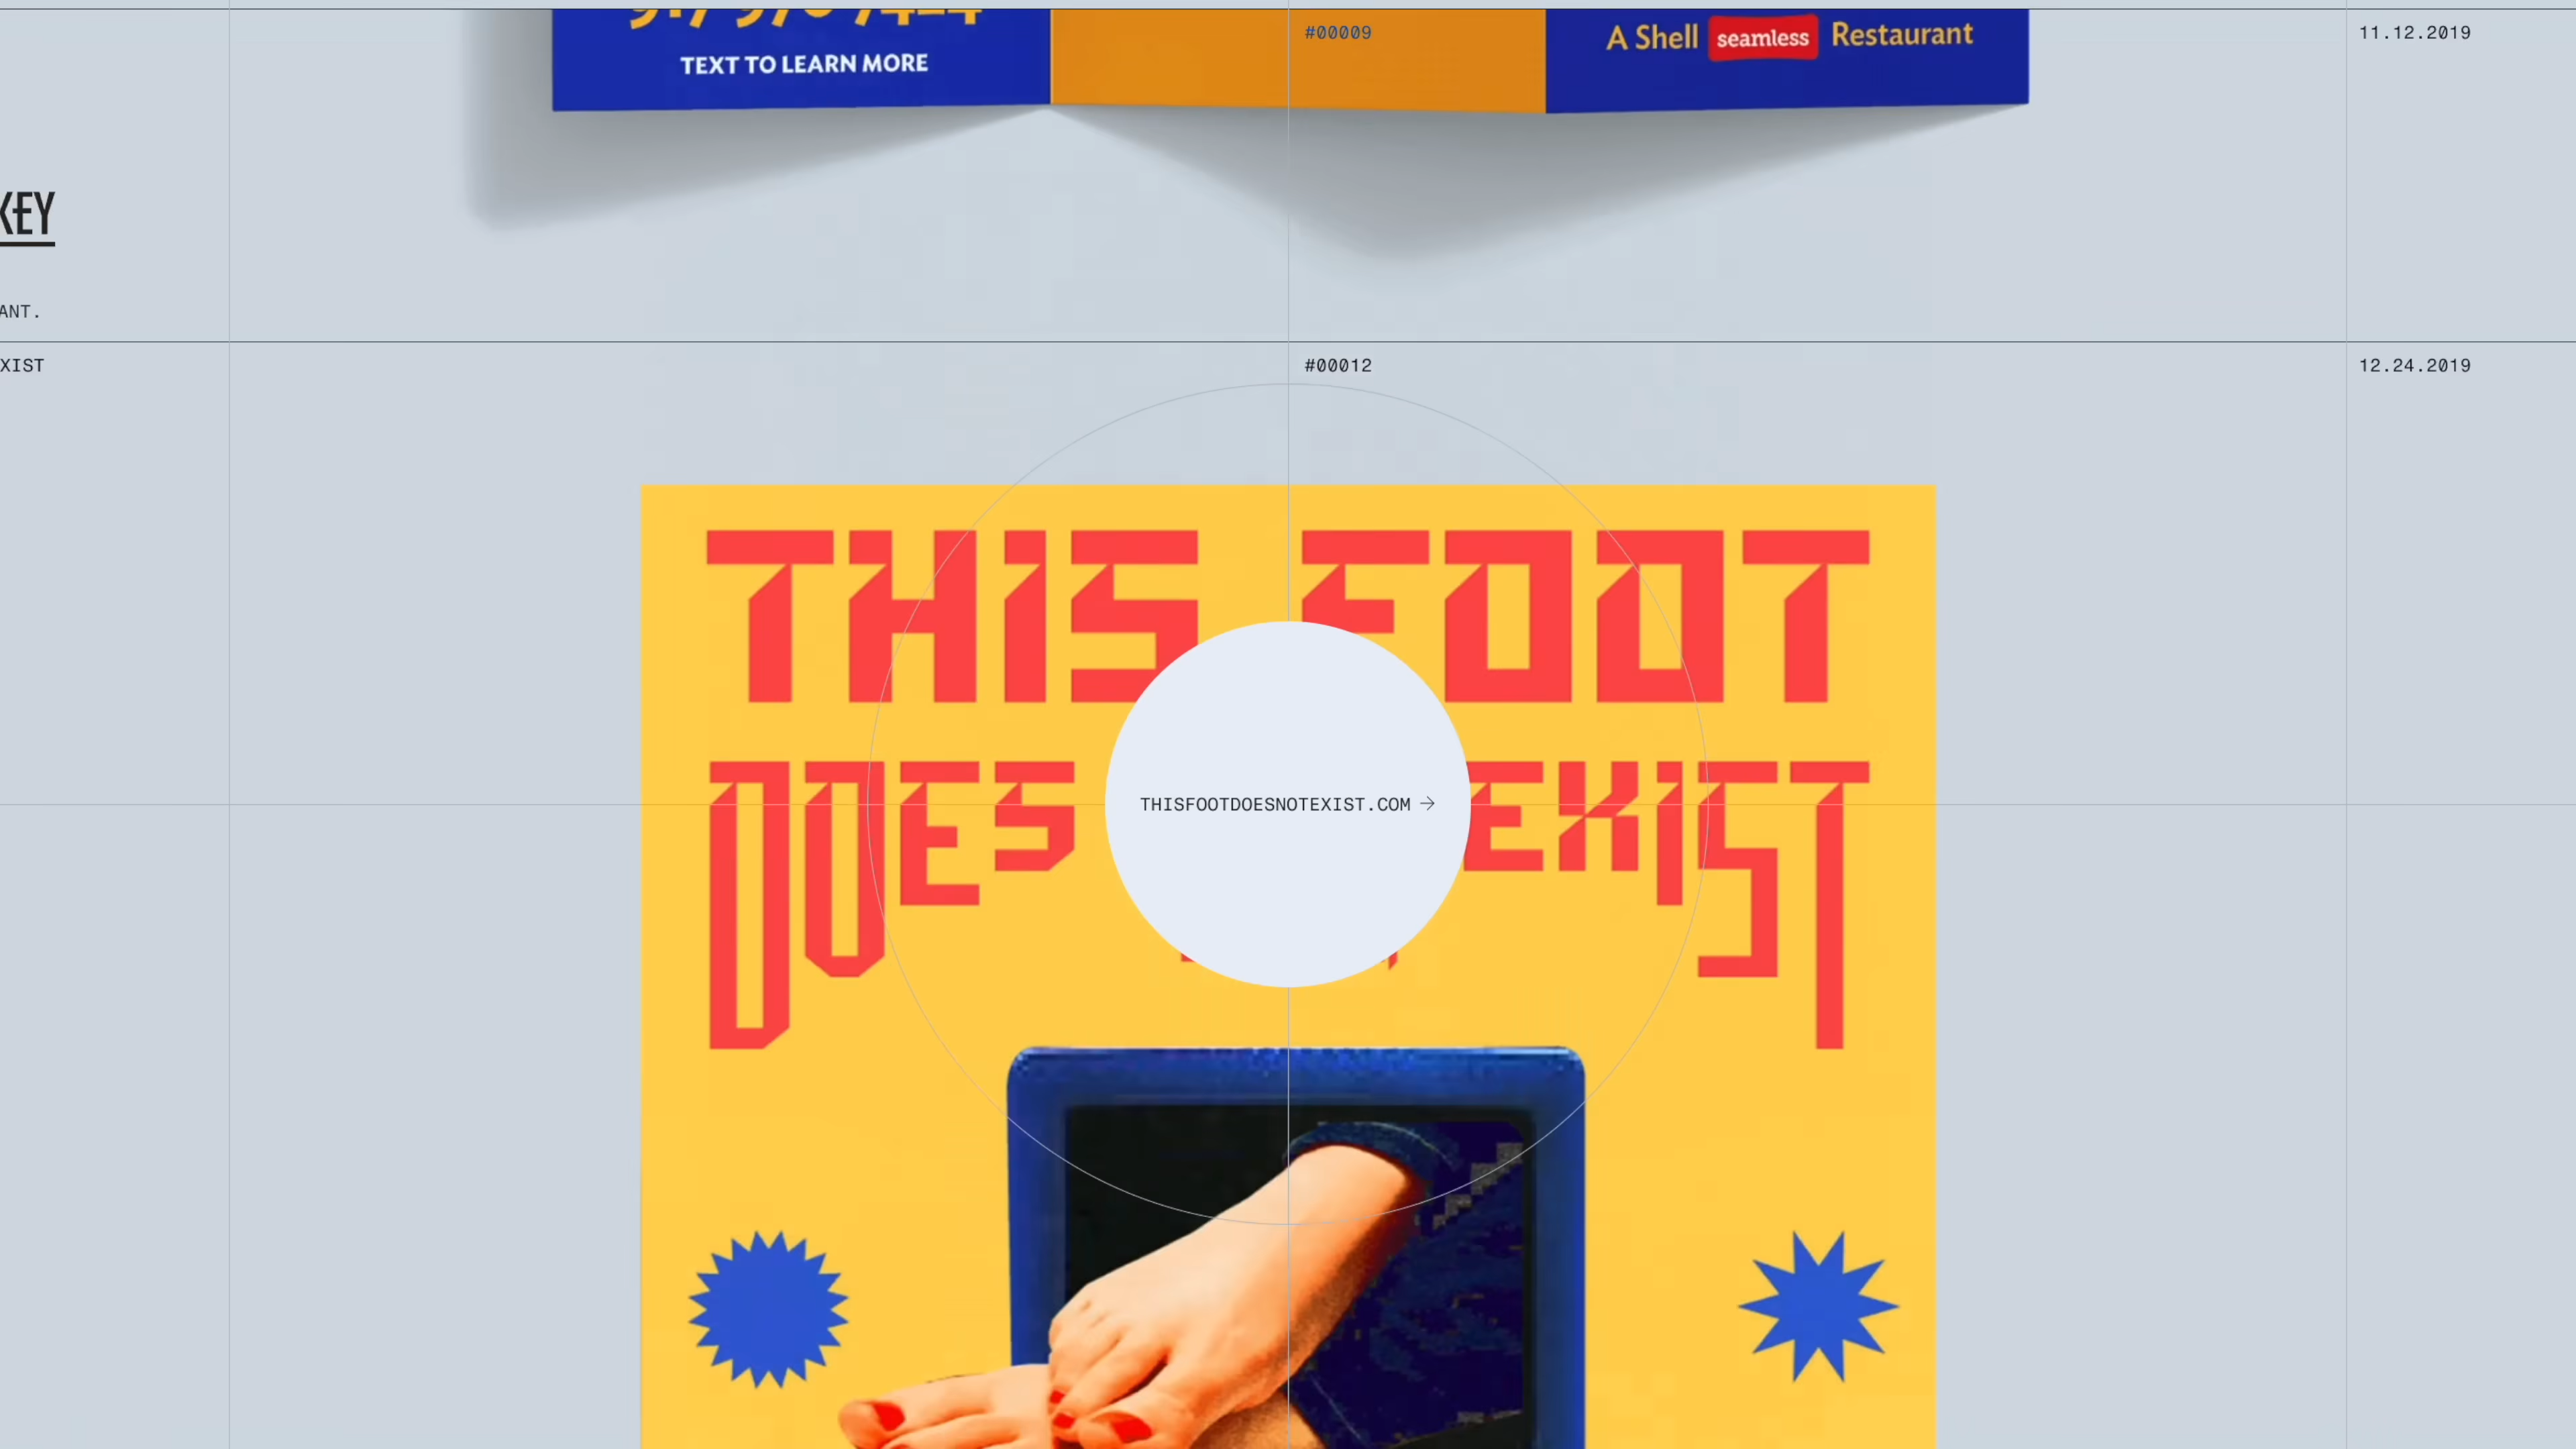 #00009
11.12.2019
TEXT TO LEARN MORE
A Shell seamless Restaurant
KEY
ANT.
XIST
#00012
12.24.2019
THIS FOOT
DOES EXIST
THISFOOTDOESNOTEXIST.COM →